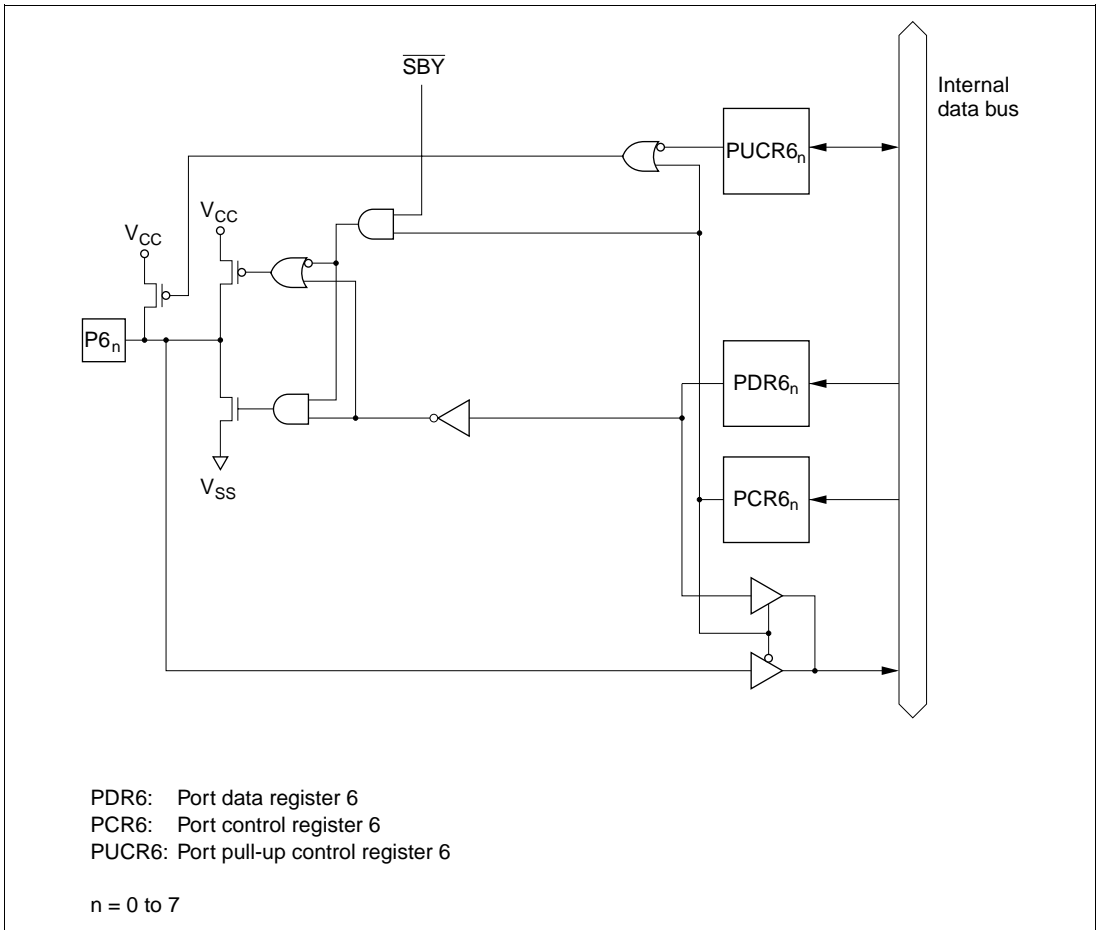 SBY
Internal
data bus
PUCR6n
VCC
VCC
P6n
PDR6n
PCR6n
VSS
PDR6: Port data register 6
PCR6: Port control register 6
PUCR6: Port pull-up control register 6
n = 0 to 7